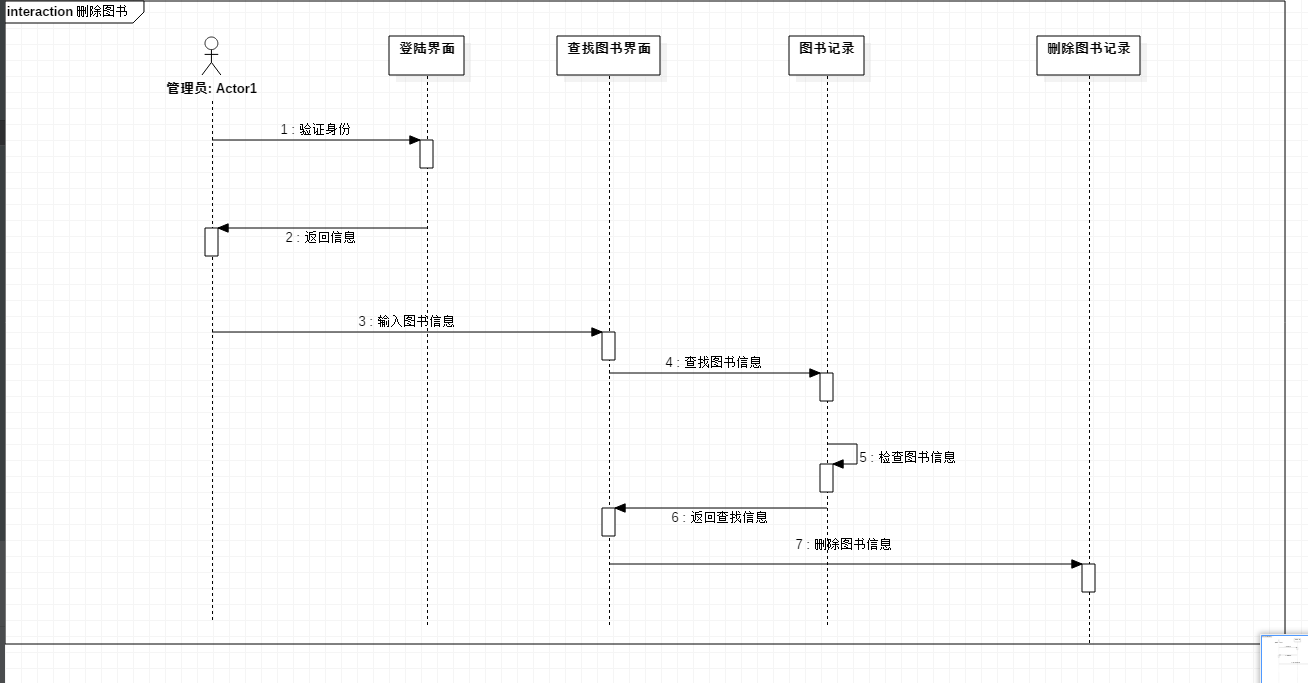 interaction 删除图书
登陆界面
查找图书界面
图书记录
删除图书记录
管理员: Actor1
1 : 验证身份
2 : 返回信息
3 : 输入图书信息
4 : 查找图书信息
5 : 检查图书信息
6 : 返回查找信息
7 : 删除图书信息